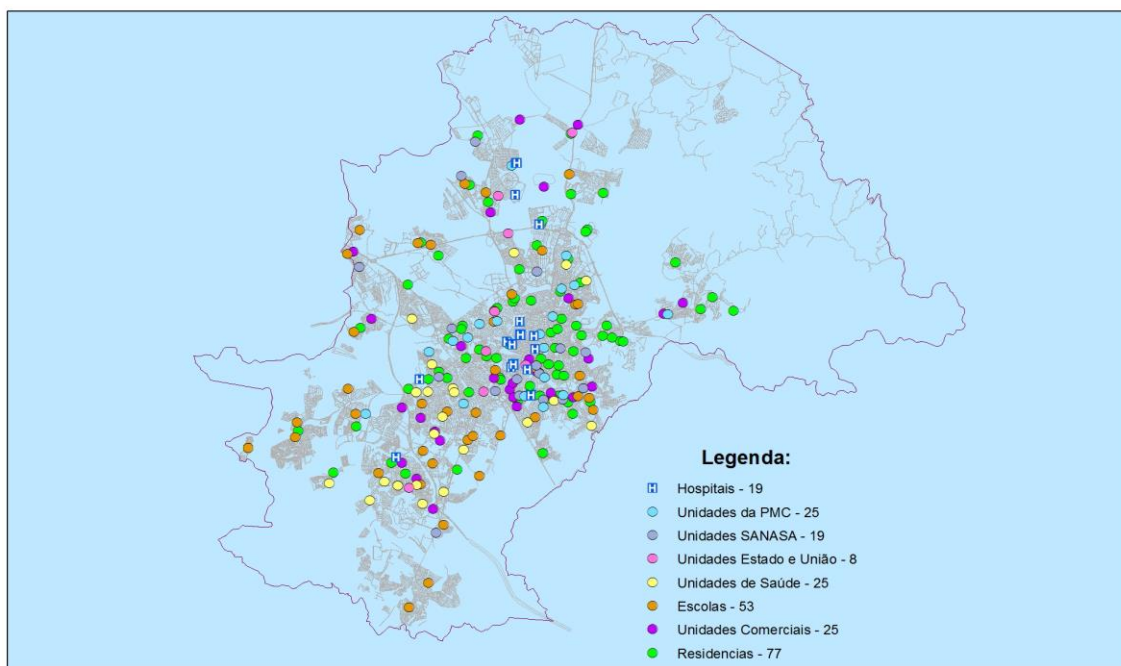 Legenda:
Hospitais - 19
Unidades da PMC - 25
Unidades SANASA - 19
Unidades Estado e União - 8
Unidades de Saúde - 25
Escolas - 53
Unidades Comerciais - 25
Residencias - 77